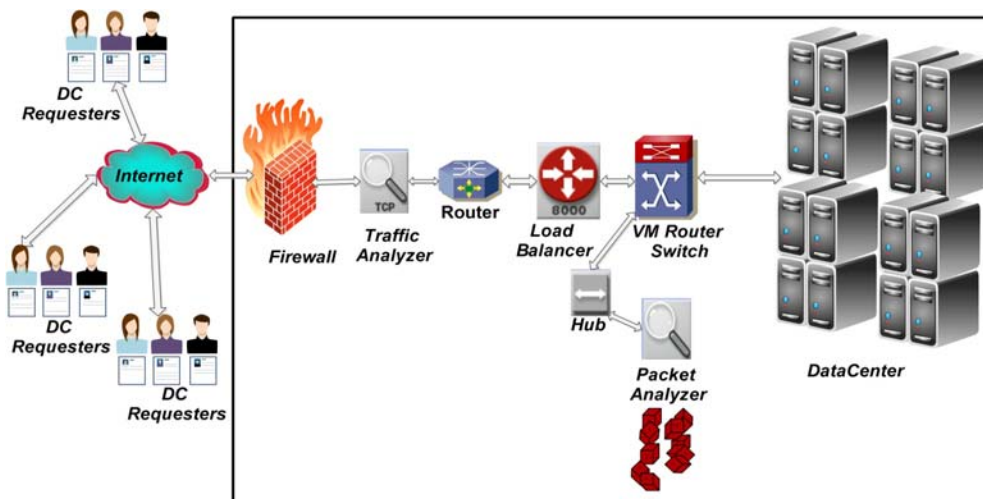 DC
Requesters
Internet
DC
Requesters
DC
Requesters
Firewall
TCP
Traffic
Analyzer
Router
8000
Load
Balancer
VM Router
Switch
Hub
Packet
Analyzer
DataCenter